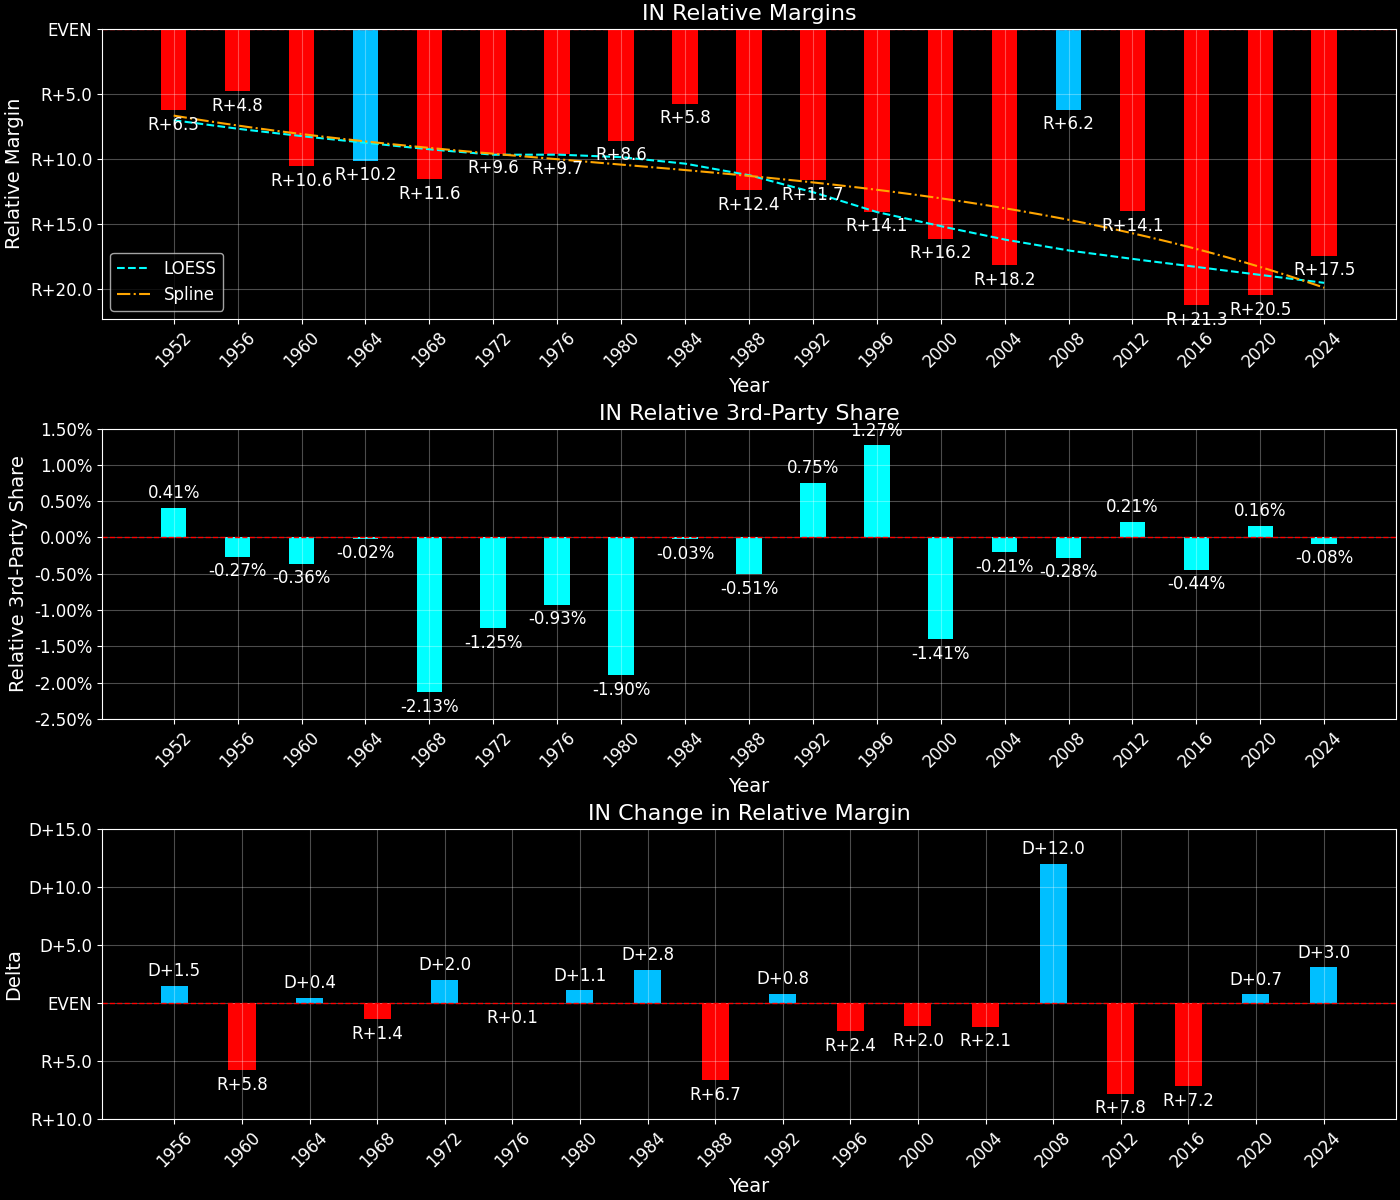 IN Relative Margins
EVEN
R+5.0
R+10.0
R+15.0
R+20.0
Relative Margin
R+6.3
R+4.8
R+10.6
R+10.2
R+11.6
R+9.6
R+9.7
R+8.6
R+5.8
R+12.4
R+11.7
R+14.1
R+16.2
R+18.2
R+6.2
R+14.1
R+21.3
R+20.5
R+17.5
LOESS
Spline
1952
1956
1960
1964
1968
1972
1976
1980
1984
1988
1992
1996
2000
2004
2008
2012
2016
2020
2024
Year
IN Relative 3rd-Party Share
1.50%
1.00%
0.50%
0.00%
-0.50%
-1.00%
-1.50%
-2.00%
-2.50%
Relative 3rd-Party Share
0.41%
-0.27%
-0.36%
-0.02%
-2.13%
-1.25%
-0.93%
-1.90%
-0.03%
-0.51%
0.75%
1.27%
-1.41%
-0.21%
-0.28%
0.21%
-0.44%
0.16%
-0.08%
1952
1956
1960
1964
1968
1972
1976
1980
1984
1988
1992
1996
2000
2004
2008
2012
2016
2020
2024
Year
IN Change in Relative Margin
D+15.0
D+10.0
D+5.0
EVEN
R+5.0
R+10.0
Delta
D+1.5
R+5.8
D+0.4
R+1.4
D+2.0
R+0.1
D+1.1
D+2.8
R+6.7
D+0.8
R+2.4
R+2.0
R+2.1
D+12.0
R+7.8
R+7.2
D+0.7
D+3.0
1956
1960
1964
1968
1972
1976
1980
1984
1988
1992
1996
2000
2004
2008
2012
2016
2020
2024
Year